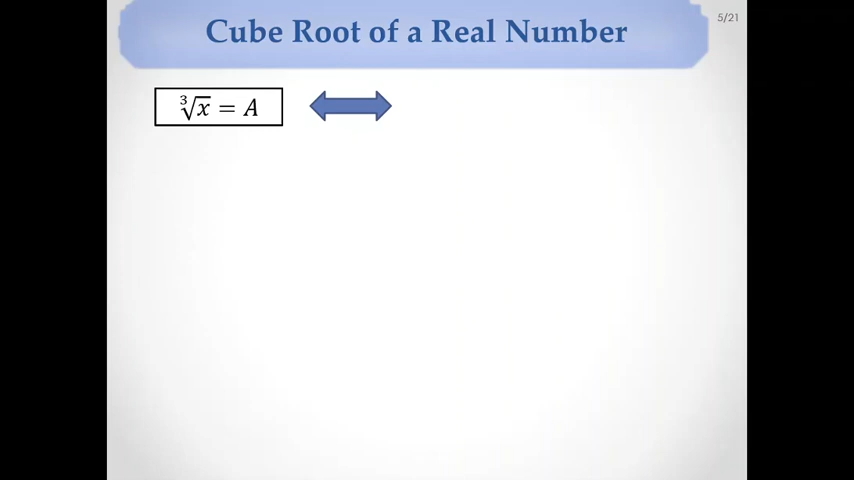 Cube Root of a Real Number
5/21
∛x = A